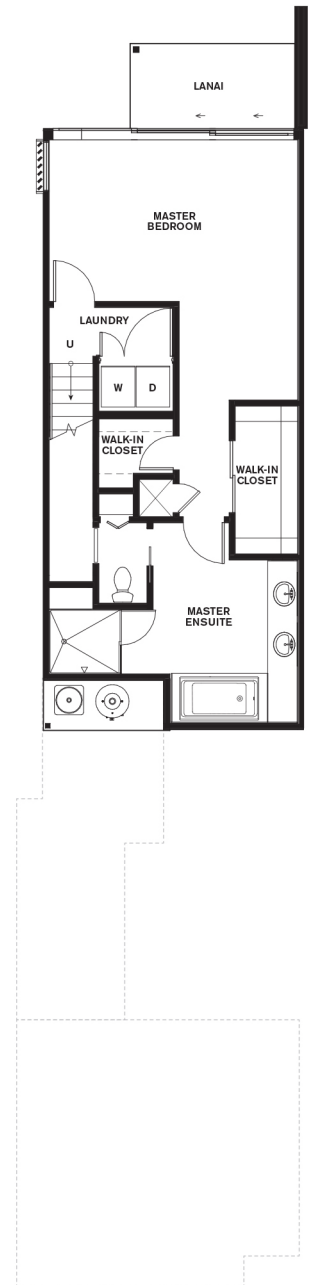 LANAI
MASTER
BEDROOM
LAUNDRY
U
W D
WALK-IN
CLOSET
WALK-IN
CLOSET
MASTER
ENSUITE